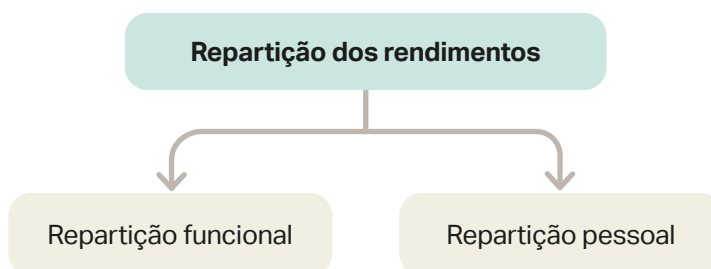 Repartição dos rendimentos
Repartição funcional
Repartição pessoal